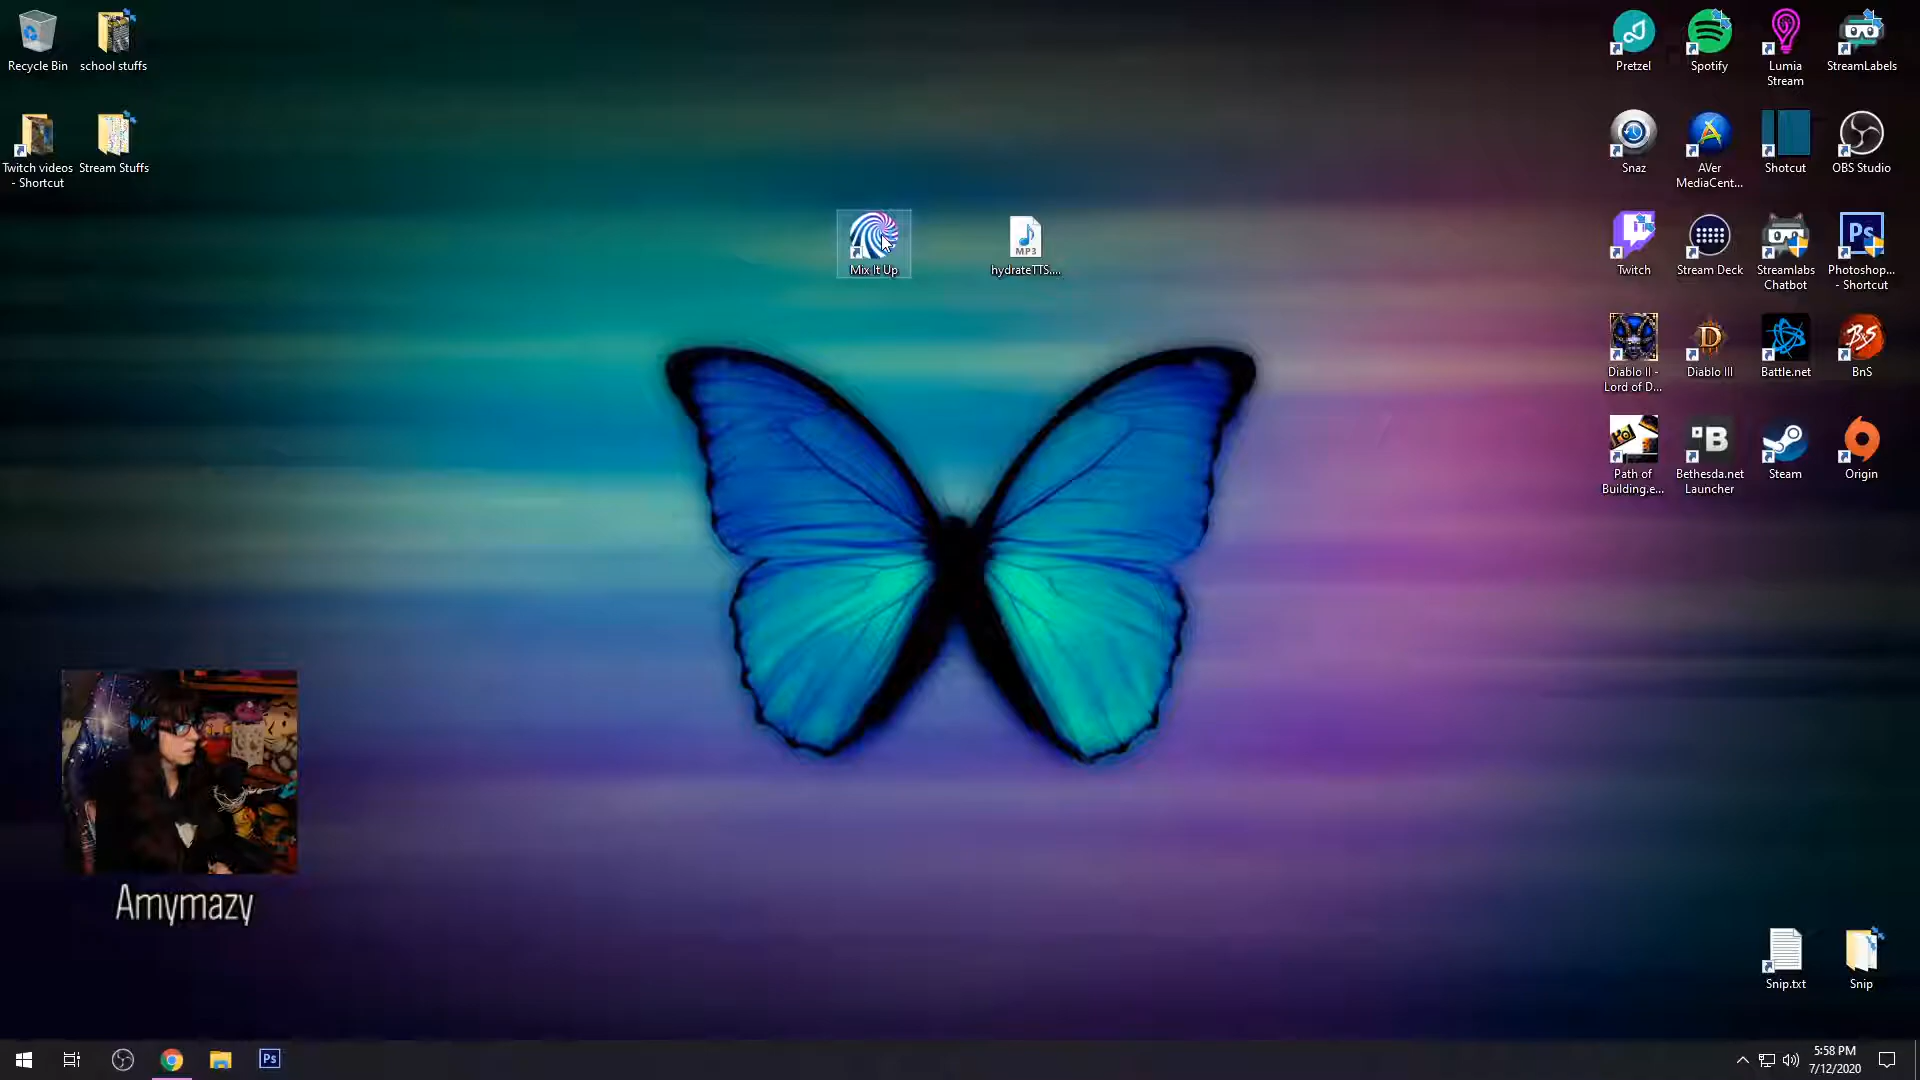 Recycle Bin
school stuffs
Twitch videos
- Shortcut
Stream Stuffs
Mix It Up
MP3
hydrateTTS....
Pretzel
Spotify
Lumia
Stream
StreamLabels
Snaz
AVer
MediaCent...
Shotcut
OBS Studio
Twitch
Stream Deck
Streamlabs
Chatbot
Ps
Photoshop...
- Shortcut
Diablo II -
Lord of D...
D
Diablo III
Battle.net
B&S
BnS
Path of
Building.e...
B
Bethesda.net
Launcher
Steam
Origin
Amymazy
Snip.txt
Snip
Ps
5:58 PM
7/12/2020